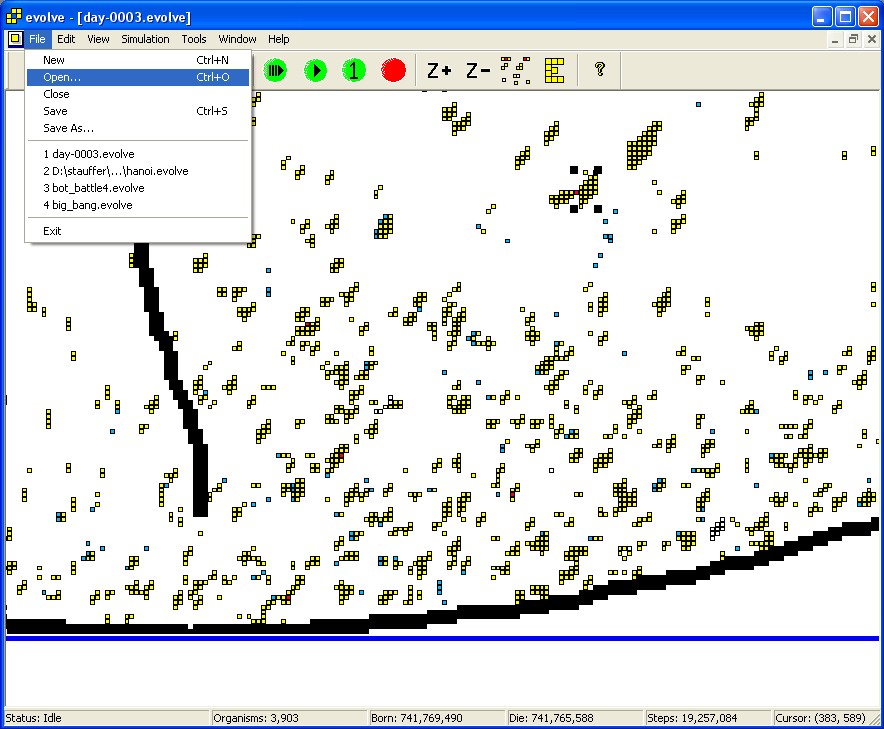 evolve - [day-0003.evolve]
File Edit View Simulation Tools Window Help
New Ctrl+N
Open... Ctrl+O
Close
Save Ctrl+S
Save As...
1 day-0003.evolve
2 D:\stauffer\...\hanoi.evolve
3 bot_battle4.evolve
4 big_bang.evolve
Exit
1 Z+ Z- E ?
Status: Idle Organisms: 3,903 Born: 741,769,490 Die: 741,765,588 Steps: 19,257,084 Cursor: (383, 589)